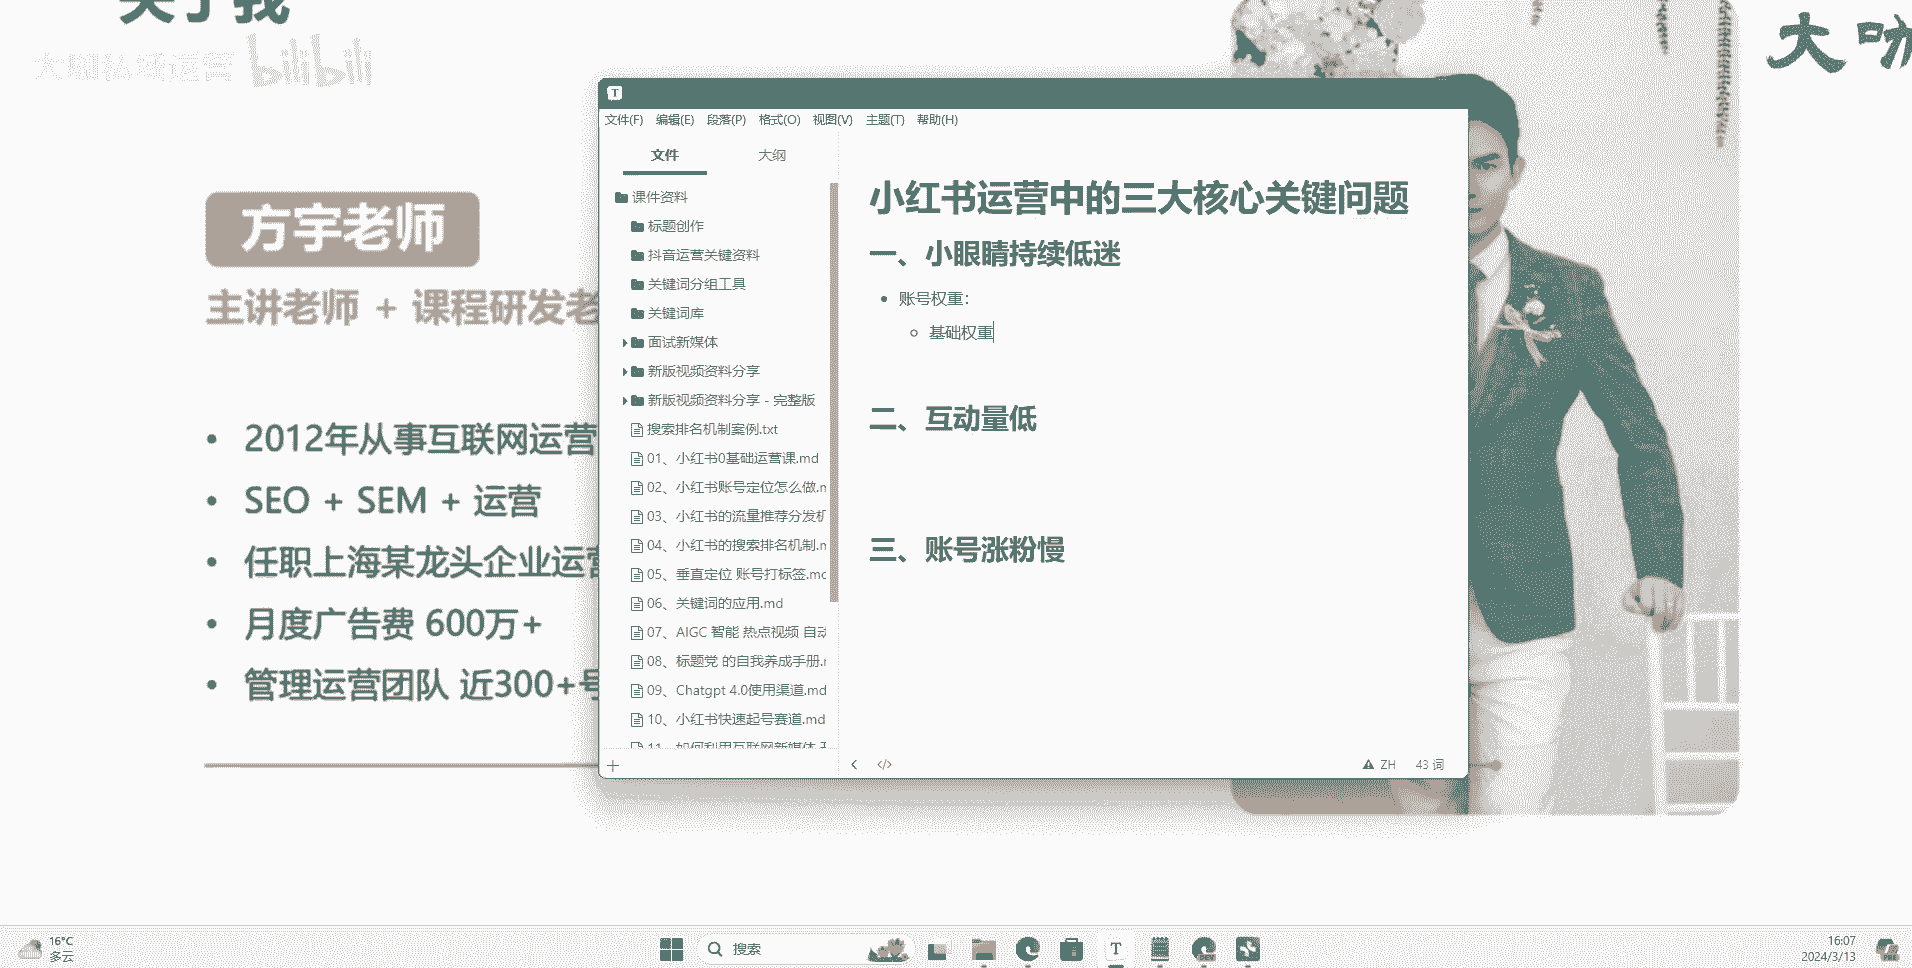 关于我
大咖私域运营 bilibili
大咖
方宇老师
主讲老师 + 课程研发老
• 2012年从事互联网运营
• SEO + SEM + 运营
• 任职上海某龙头企业运营
• 月度广告费 600万+
• 管理运营团队 近300+号
T
文件(F) 编辑(E) 段落(P) 格式(O) 视图(V) 主题(T) 帮助(H)
文件 大纲
课件资料
标题创作
抖音运营关键资料
关键词分组工具
关键词库
面试新媒体
新版视频资料分享
新版视频资料分享 - 完整版
搜索排名机制案例.txt
01、小红书0基础运营课.md
02、小红书账号定位怎么做.m
03、小红书的流量推荐分发机
04、小红书的搜索排名机制.m
05、垂直定位 账号打标签.md
06、关键词的应用.md
07、AIGC 智能 热点视频 自动
08、标题党 的自我养成手册.m
09、Chatgpt 4.0使用渠道.md
10、小红书快速起号赛道.md
11、如何利用互联网新媒体
小红书运营中的三大核心关键问题
一、小眼睛持续低迷
• 账号权重：
○ 基础权重
二、互动量低
三、账号涨粉慢
</> ZH 43 词
16°C
多云
搜索
T
DEV
16:07
2024/3/13
PRE